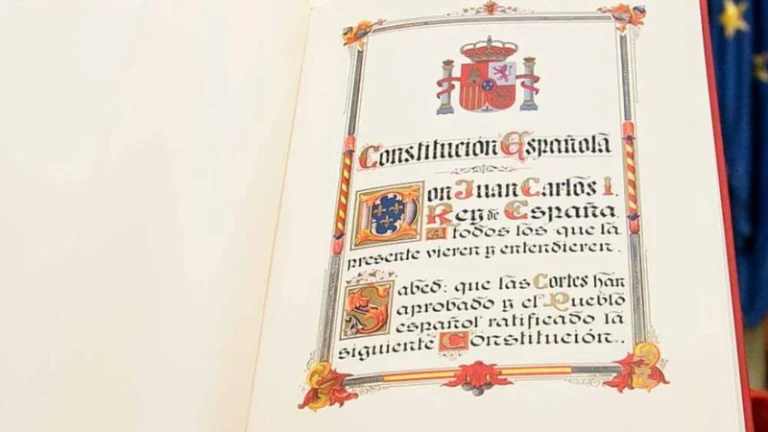 Constitución Española
Don Juan Carlos I.
Rey de España.
A todos los que la
presente vieren y entendieren.
Sabed: que las Cortes han
aprobado y el Pueblo
español ratificado la
siguiente Constitución..